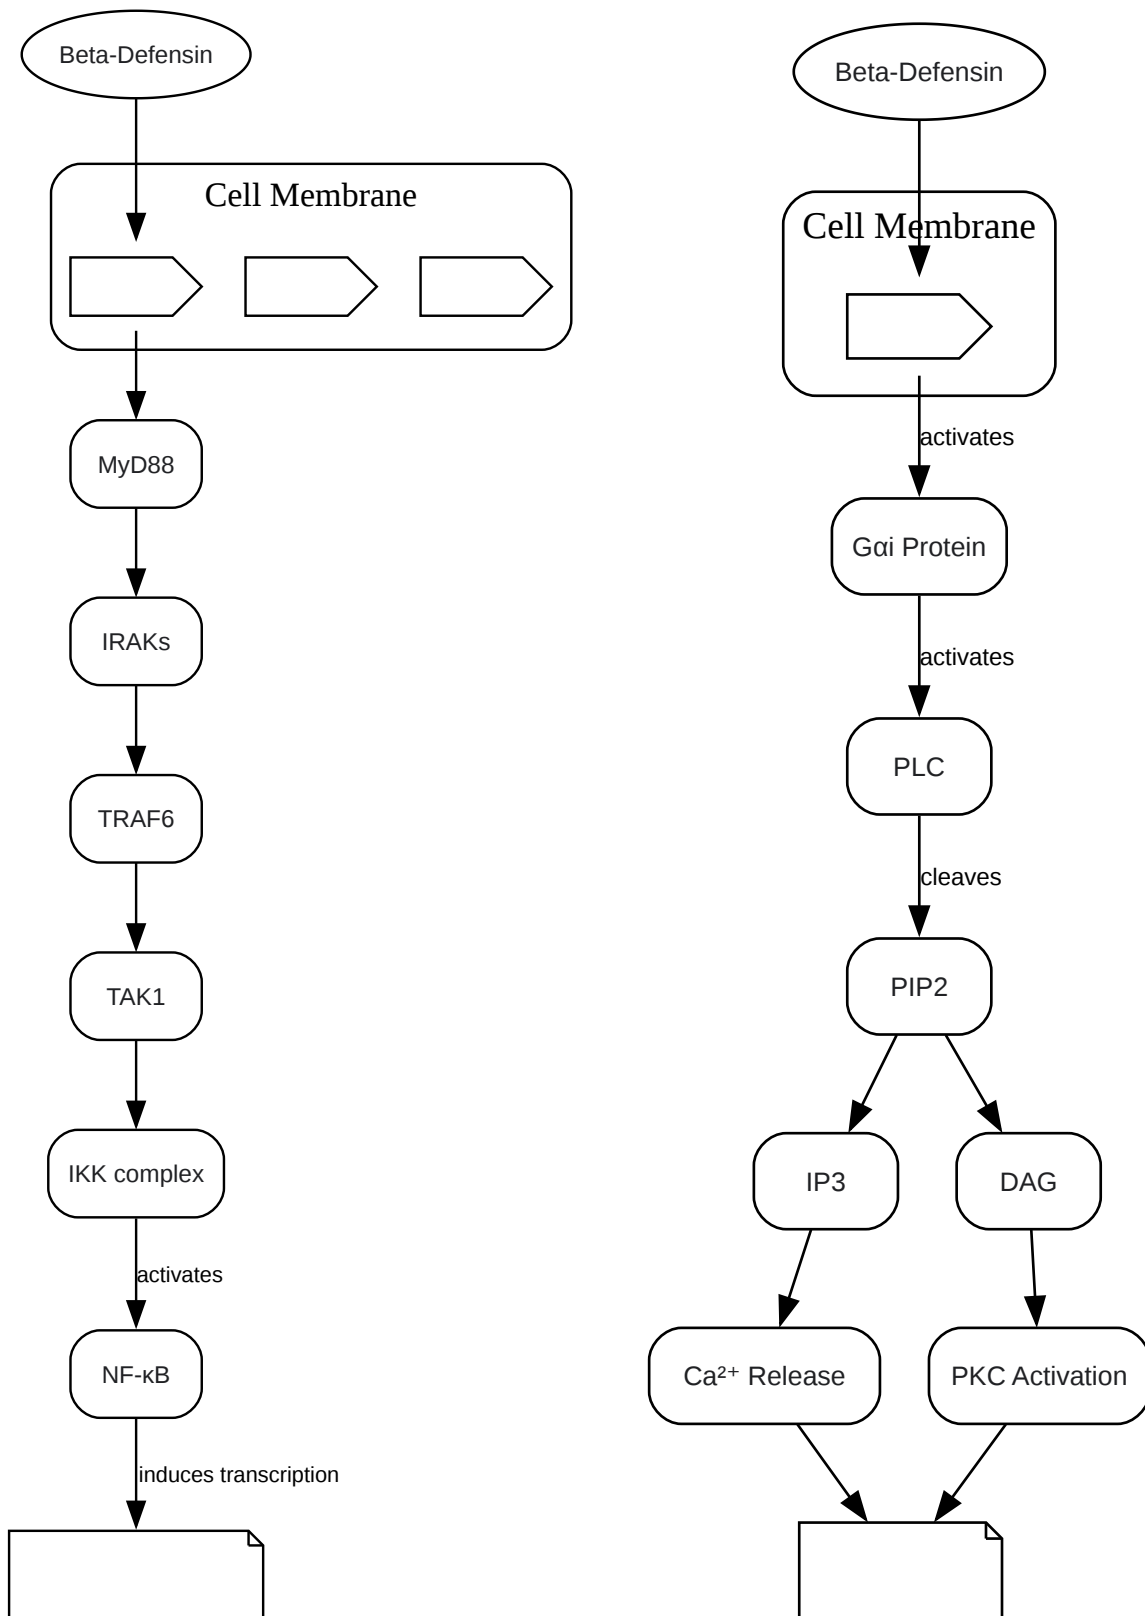 Beta-Defensin
Cell Membrane
MyD88
IRAKs
TRAF6
TAK1
IKK complex
activates
NF-κB
induces transcription
Beta-Defensin
Cell Membrane
activates
Gαi Protein
activates
PLC
cleaves
PIP2
IP3
DAG
Ca²⁺ Release
PKC Activation